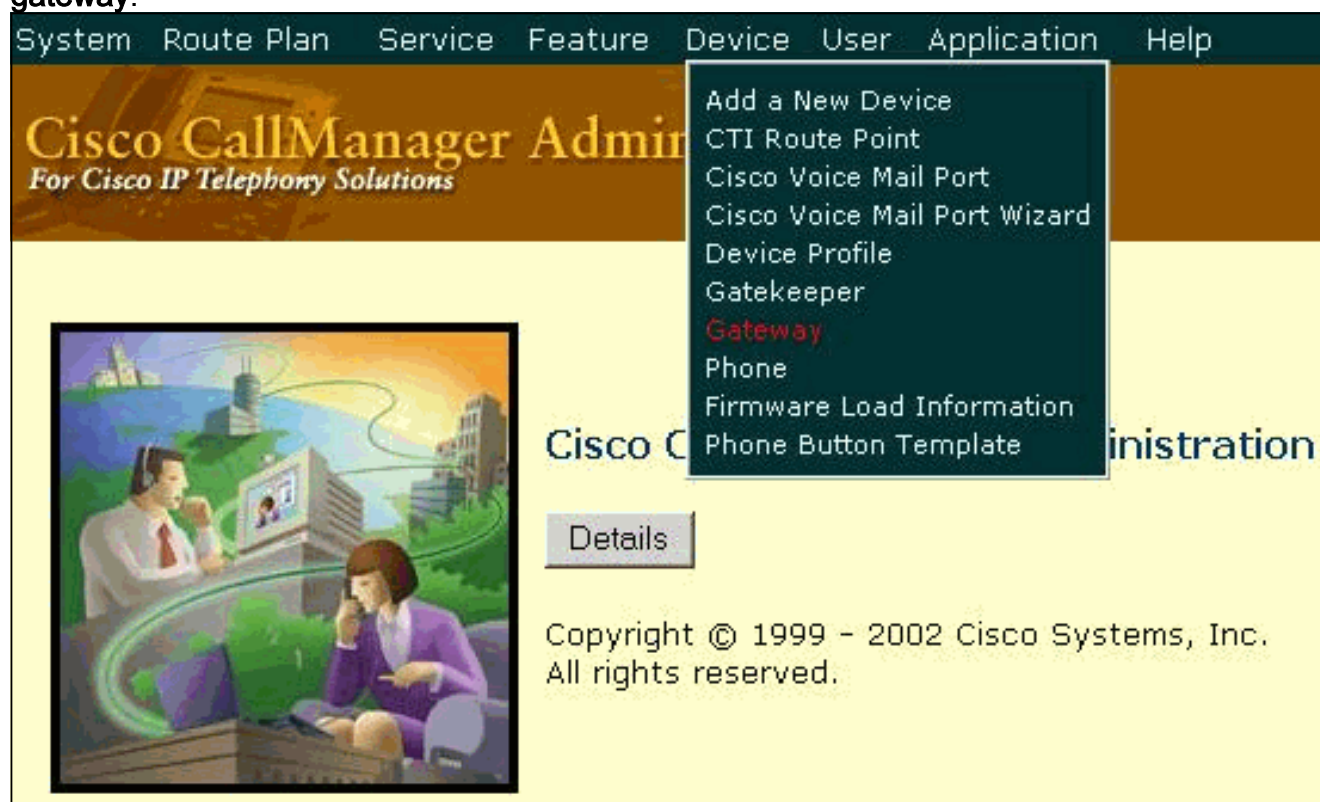 gateway.
System Route Plan Service Feature Device User Application Help
Cisco CallManager Admin
For Cisco IP Telephony Solutions
Add a New Device
CTI Route Point
Cisco Voice Mail Port
Cisco Voice Mail Port Wizard
Device Profile
Gatekeeper
Gateway
Phone
Firmware Load Information
Phone Button Template
Cisco C inistration
Details
Copyright © 1999 - 2002 Cisco Systems, Inc.
All rights reserved.